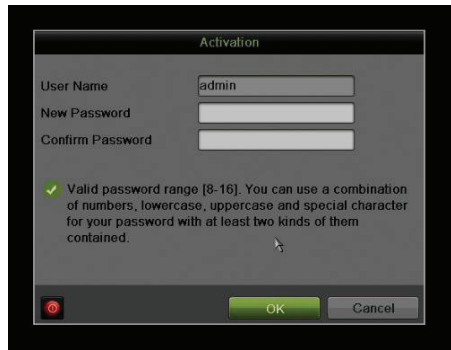 Activation
User Name
admin
New Password
Confirm Password
Valid password range [8-16]. You can use a combination
of numbers, lowercase, uppercase and special character
for your password with at least two kinds of them
contained.
OK
Cancel